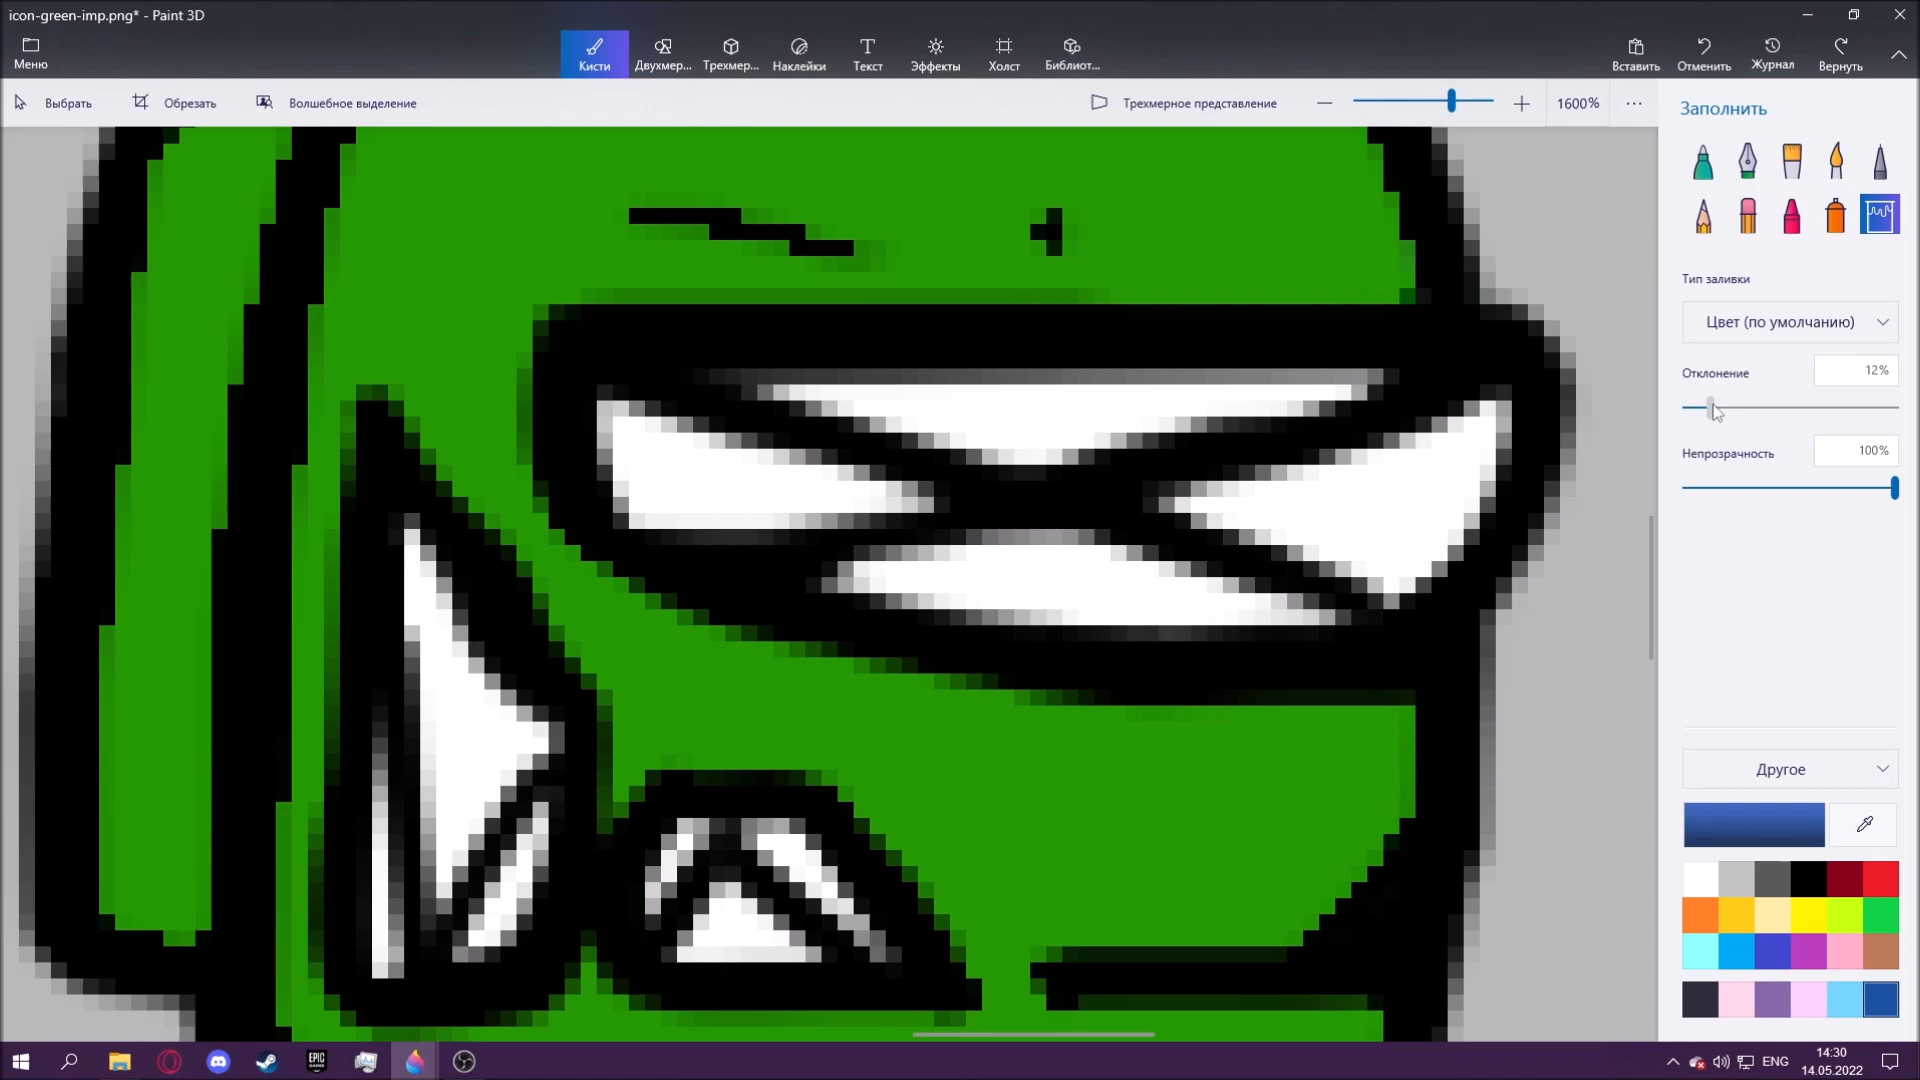 icon-green-imp.png* - Paint 3D
Меню
Кисти
Двухмер...
Трехмер...
Наклейки
Текст
Эффекты
Холст
Библиот...
Вставить
Отменить
Журнал
Вернуть
Выбрать
Обрезать
Волшебное выделение
Трехмерное представление
1600%
Заполнить
Тип заливки
Цвет (по умолчанию)
Отклонение
12%
Непрозрачность
100%
Другое
EPIC
GAMES
ENG
14:30
14.05.2022